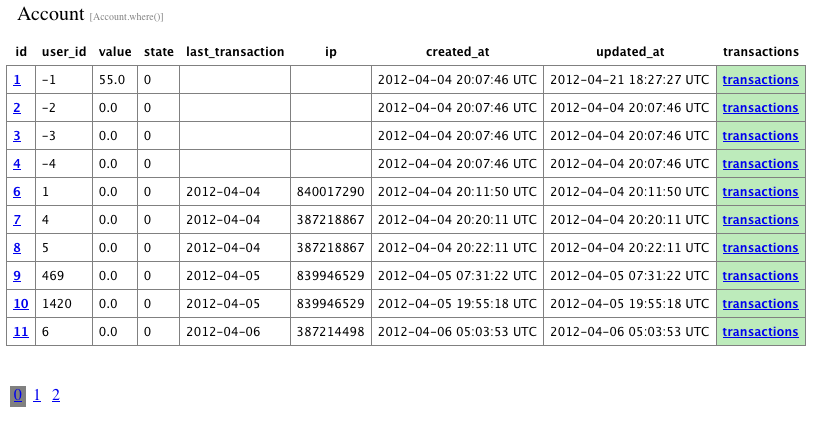 Account [Account.where()]
id user_id value state last_transaction ip created_at updated_at transactions
1 -1 55.0 0 2012-04-04 20:07:46 UTC 2012-04-21 18:27:27 UTC transactions
2 -2 0.0 0 2012-04-04 20:07:46 UTC 2012-04-04 20:07:46 UTC transactions
3 -3 0.0 0 2012-04-04 20:07:46 UTC 2012-04-04 20:07:46 UTC transactions
4 -4 0.0 0 2012-04-04 20:07:46 UTC 2012-04-04 20:07:46 UTC transactions
6 1 0.0 0 2012-04-04 840017290 2012-04-04 20:11:50 UTC 2012-04-04 20:11:50 UTC transactions
7 4 0.0 0 2012-04-04 387218867 2012-04-04 20:20:11 UTC 2012-04-04 20:20:11 UTC transactions
8 5 0.0 0 2012-04-04 387218867 2012-04-04 20:22:11 UTC 2012-04-04 20:22:11 UTC transactions
9 469 0.0 0 2012-04-05 839946529 2012-04-05 07:31:22 UTC 2012-04-05 07:31:22 UTC transactions
10 1420 0.0 0 2012-04-05 839946529 2012-04-05 19:55:18 UTC 2012-04-05 19:55:18 UTC transactions
11 6 0.0 0 2012-04-06 387214498 2012-04-06 05:03:53 UTC 2012-04-06 05:03:53 UTC transactions
0 1 2